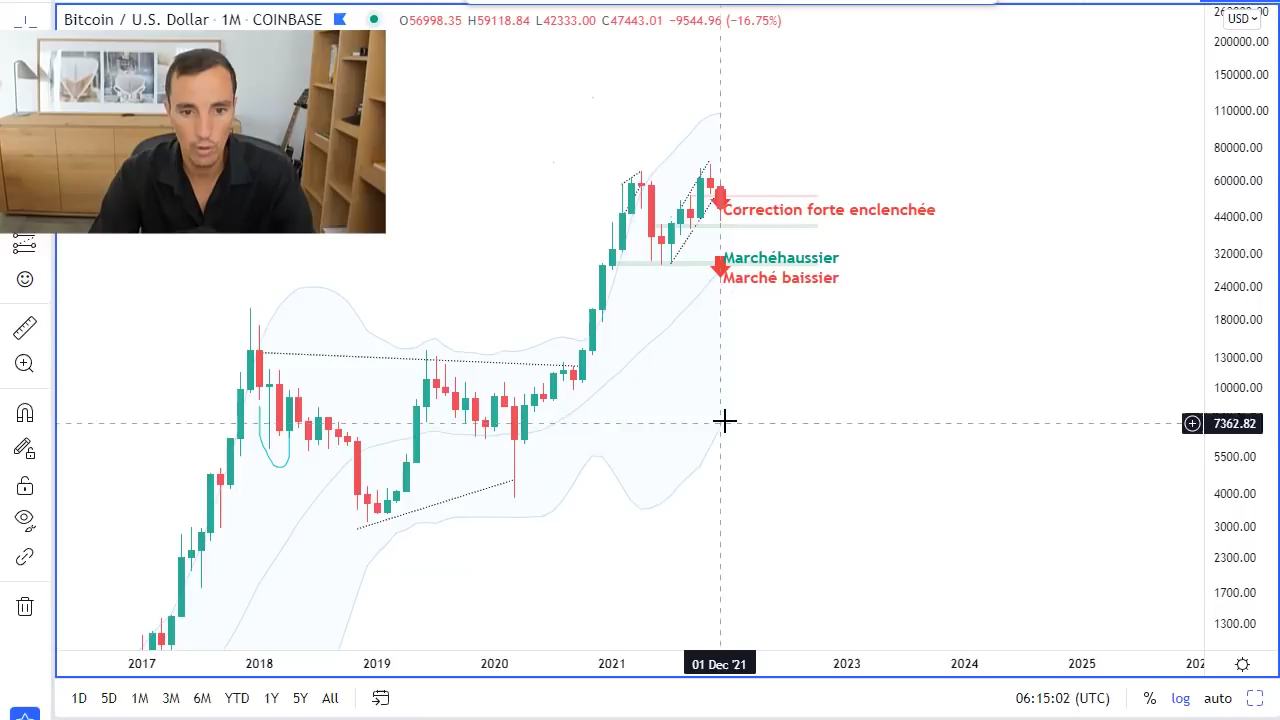 Bitcoin / U.S. Dollar · 1M · COINBASE O56998.35 H59118.84 L42333.00 C47443.01 −9544.96 (−16.75%)
USD
200000.00
150000.00
110000.00
80000.00
60000.00
44000.00
32000.00
24000.00
18000.00
13000.00
10000.00
7362.82
5500.00
4000.00
3000.00
2300.00
1700.00
1300.00
Correction forte enclenchée
Marchéhaussier
Marché baissier
2017 2018 2019 2020 2021 01 Dec '21 2023 2024 2025
1D 5D 1M 3M 6M YTD 1Y 5Y All 06:15:02 (UTC) % log auto